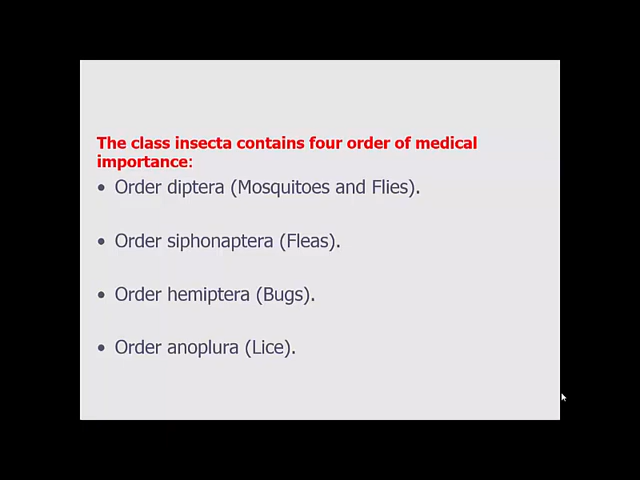 The class insecta contains four order of medical
importance:
• Order diptera (Mosquitoes and Flies).
• Order siphonaptera (Fleas).
• Order hemiptera (Bugs).
• Order anoplura (Lice).